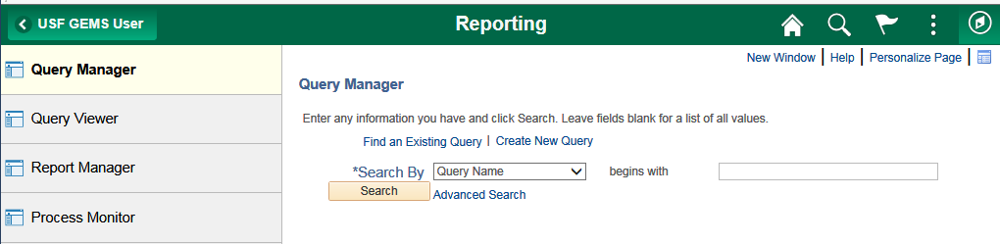 USF GEMS User
Reporting
New Window | Help | Personalize Page |
Query Manager
Query Viewer
Report Manager
Process Monitor
Query Manager
Enter any information you have and click Search. Leave fields blank for a list of all values.
Find an Existing Query | Create New Query
*Search By Query Name begins with
Search Advanced Search